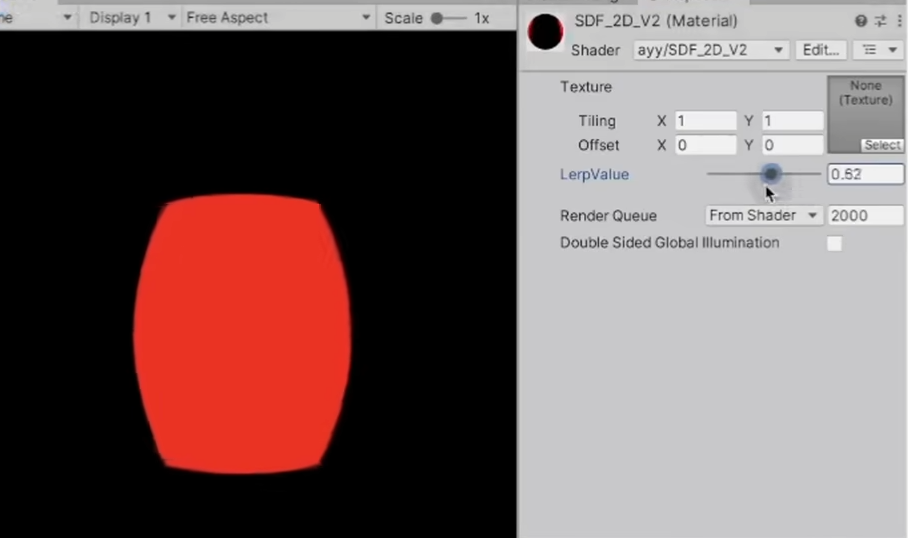 Display 1 Free Aspect Scale 1x
SDF_2D_V2 (Material)
Shader ayy/SDF_2D_V2 Edit...
Texture
None
(Texture)
Tiling X 1 Y 1
Offset X 0 Y 0
Select
LerpValue 0.62
Render Queue From Shader 2000
Double Sided Global Illumination